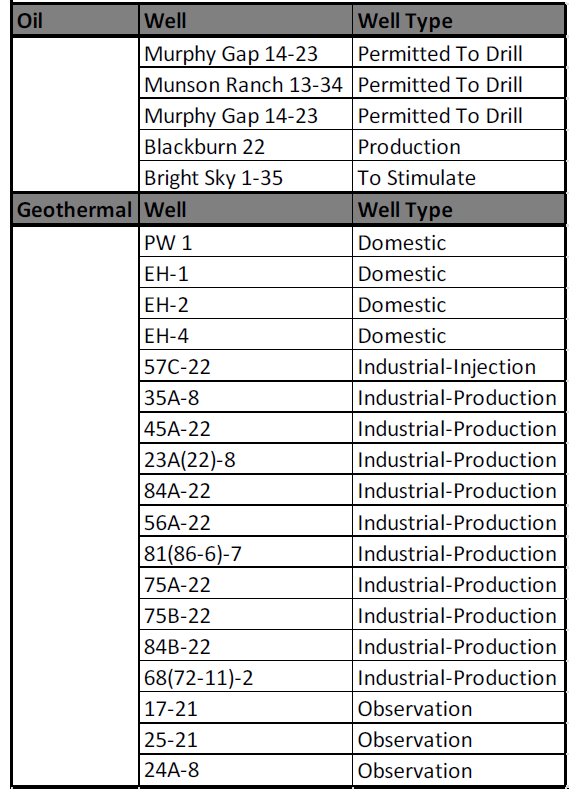 Oil Well Well Type
Murphy Gap 14-23 Permitted To Drill
Munson Ranch 13-34 Permitted To Drill
Murphy Gap 14-23 Permitted To Drill
Blackburn 22 Production
Bright Sky 1-35 To Stimulate
Geothermal Well Well Type
PW 1 Domestic
EH-1 Domestic
EH-2 Domestic
EH-4 Domestic
57C-22 Industrial-Injection
35A-8 Industrial-Production
45A-22 Industrial-Production
23A(22)-8 Industrial-Production
84A-22 Industrial-Production
56A-22 Industrial-Production
81(86-6)-7 Industrial-Production
75A-22 Industrial-Production
75B-22 Industrial-Production
84B-22 Industrial-Production
68(72-11)-2 Industrial-Production
17-21 Observation
25-21 Observation
24A-8 Observation